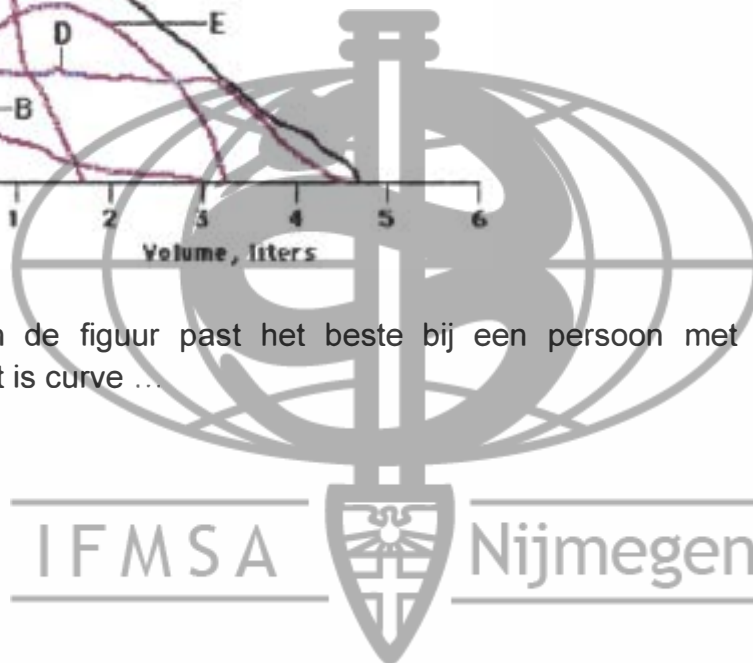 E
D
B
1 2 3 4 5 6
Volume, liters
de figuur past het beste bij een persoon met
t is curve ...
IFMSA Nijmegen